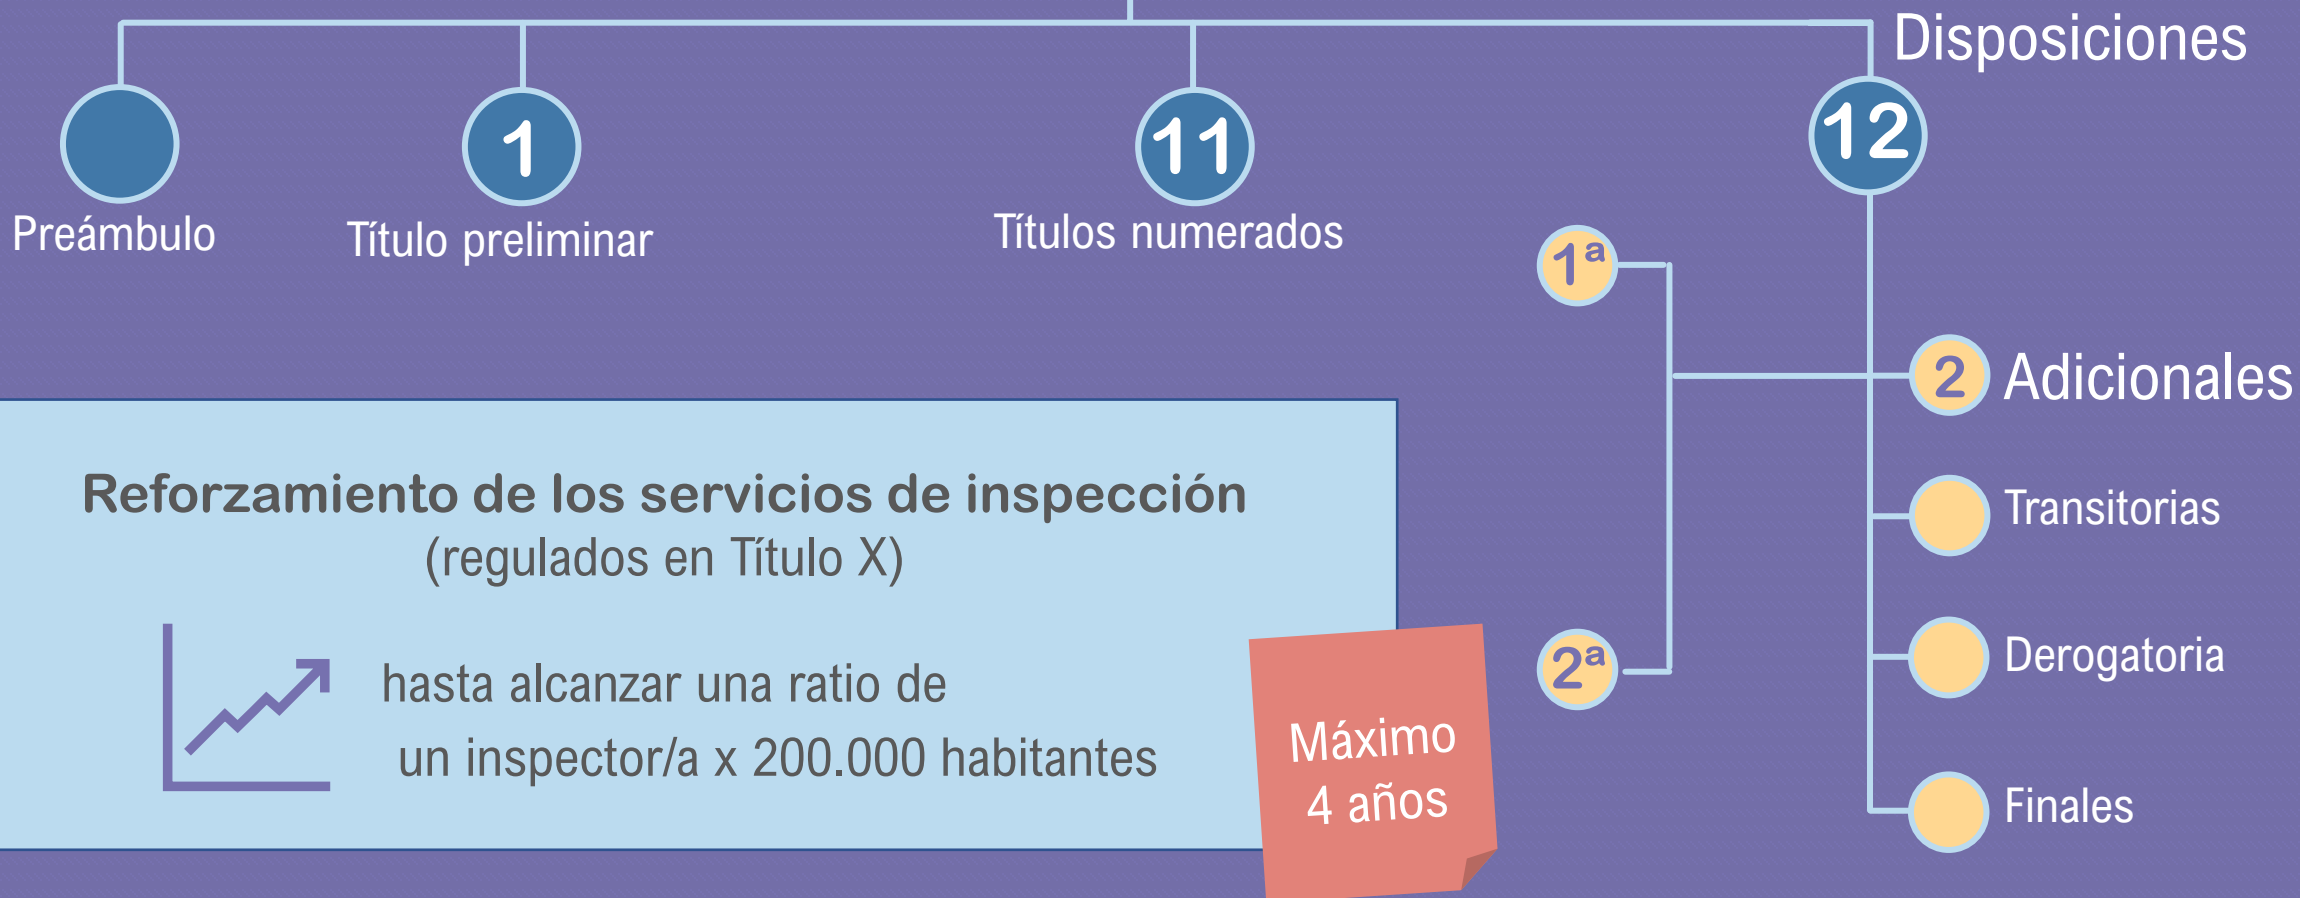 Disposiciones
1
11
12
Preámbulo
Título preliminar
Títulos numerados
1ª
2
Adicionales
Reforzamiento de los servicios de inspección
(regulados en Título X)
hasta alcanzar una ratio de
un inspector/a x 200.000 habitantes
Máximo
4 años
2ª
Transitorias
Derogatoria
Finales